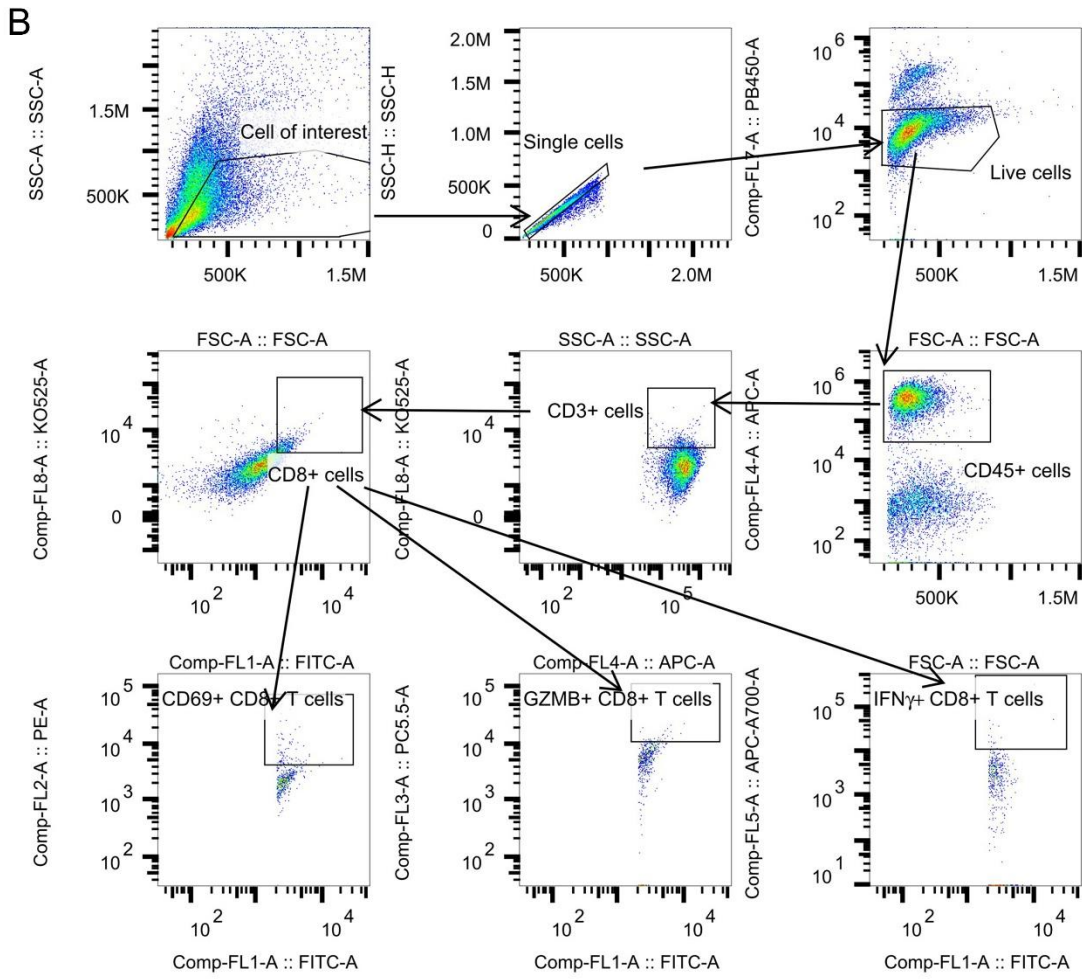 B
SSC-A :: SSC-A
1.5M
500K
Cell of interest
500K
1.5M
FSC-A :: FSC-A
SSC-H :: SSC-H
2.0M
1.5M
1.0M
500K
0
Single cells
500K
2.0M
SSC-A :: SSC-A
Comp-FL7-A :: PB450-A
10^6
10^4
10^2
Live cells
500K
1.5M
FSC-A :: FSC-A
Comp-FL8-A :: KO525-A
10^4
0
CD8+ cells
10^2
10^4
Comp-FL1-A :: FITC-A
Comp-FL8-A :: KO525-A
10^4
0
CD3+ cells
10^2
10^5
Comp-FL4-A :: APC-A
Comp-FL4-A :: APC-A
10^6
10^4
10^2
CD45+ cells
500K
1.5M
FSC-A :: FSC-A
Comp-FL2-A :: PE-A
10^5
10^4
10^3
10^2
CD69+ CD8+ T cells
10^2
10^4
Comp-FL1-A :: FITC-A
Comp-FL3-A :: PC5.5-A
10^5
10^4
10^3
10^2
GZMB+ CD8+ T cells
10^2
10^4
Comp-FL1-A :: FITC-A
Comp-FL5-A :: APC-A700-A
10^5
10^3
10^1
IFNγ+ CD8+ T cells
10^2
10^4
Comp-FL1-A :: FITC-A